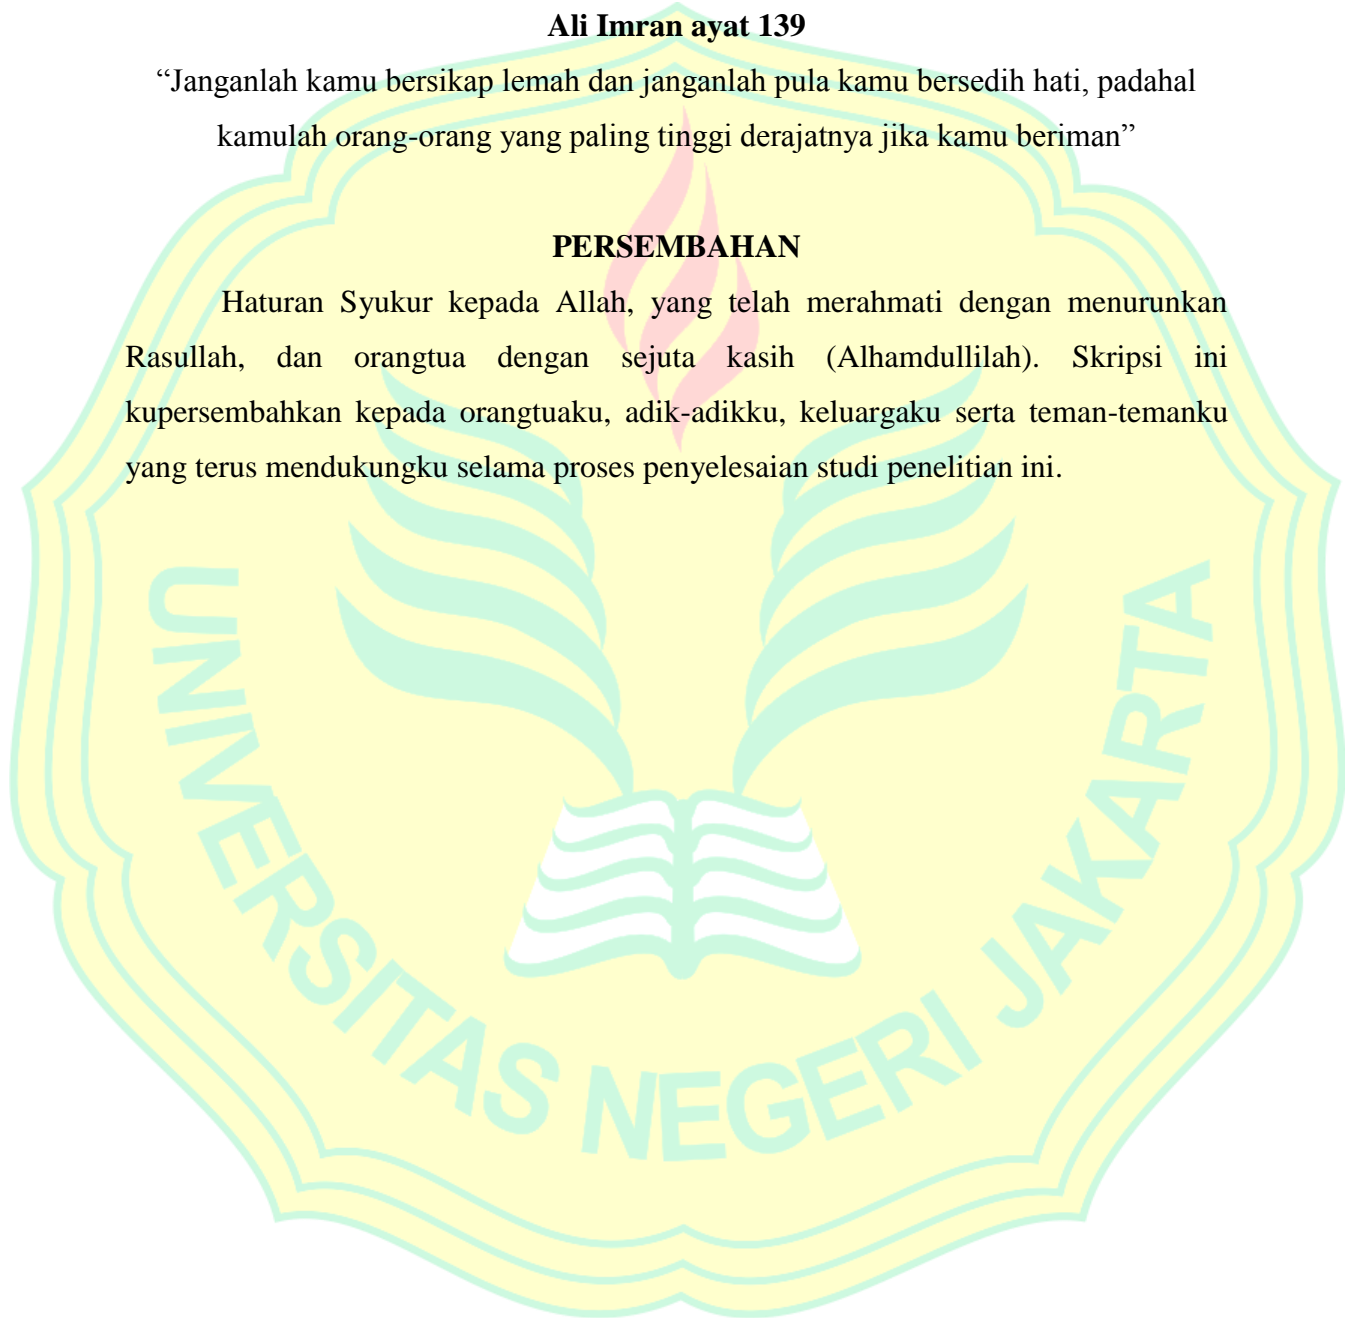 Ali Imran ayat 139
“Janganlah kamu bersikap lemah dan janganlah pula kamu bersedih hati, padahal
kamulah orang-orang yang paling tinggi derajatnya jika kamu beriman”
PERSEMBAHAN
Haturan Syukur kepada Allah, yang telah merahmati dengan menurunkan
Rasullah, dan orangtua dengan sejuta kasih (Alhamdullilah). Skripsi ini
kupersembahkan kepada orangtuaku, adik-adikku, keluargaku serta teman-temanku
yang terus mendukungku selama proses penyelesaian studi penelitian ini.
UNIVERSITAS NEGERI JAKARTA